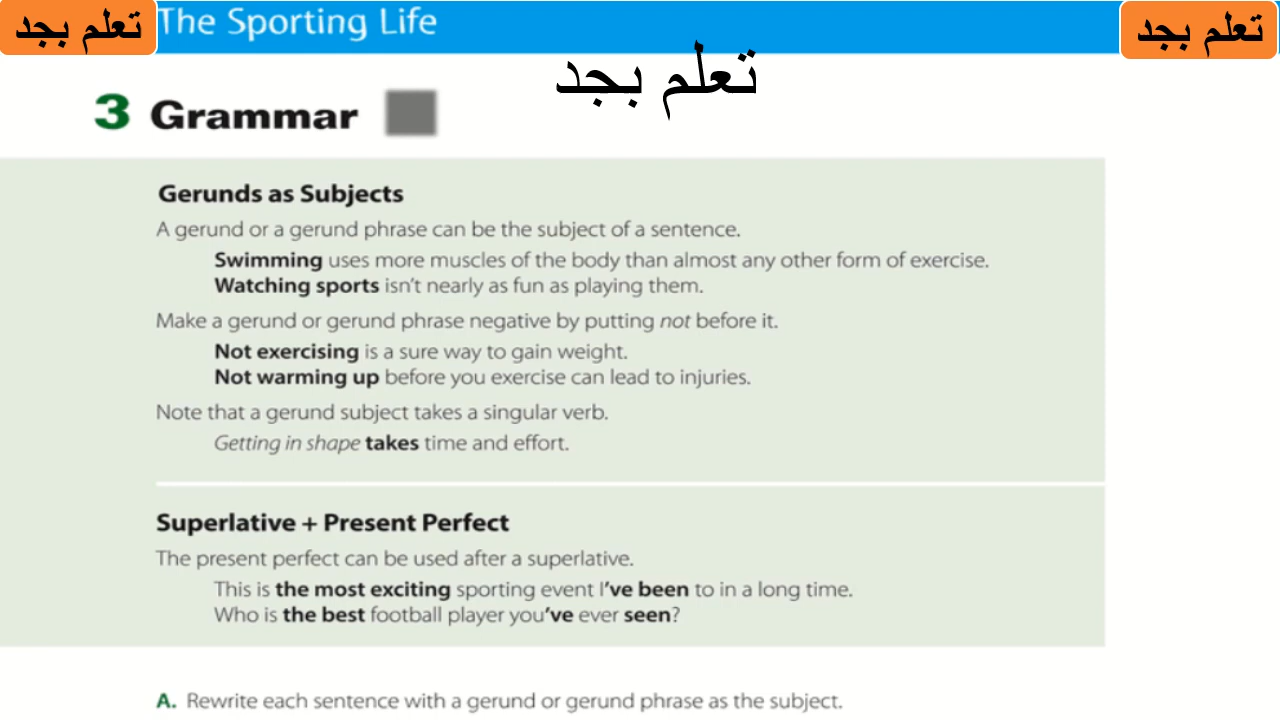 تعلم بجد
The Sporting Life
تعلم بجد
تعلم بجد
3 Grammar
Gerunds as Subjects
A gerund or a gerund phrase can be the subject of a sentence.
Swimming uses more muscles of the body than almost any other form of exercise.
Watching sports isn't nearly as fun as playing them.
Make a gerund or gerund phrase negative by putting not before it.
Not exercising is a sure way to gain weight.
Not warming up before you exercise can lead to injuries.
Note that a gerund subject takes a singular verb.
Getting in shape takes time and effort.
Superlative + Present Perfect
The present perfect can be used after a superlative.
This is the most exciting sporting event I've been to in a long time.
Who is the best football player you've ever seen?
A. Rewrite each sentence with a gerund or gerund phrase as the subject.